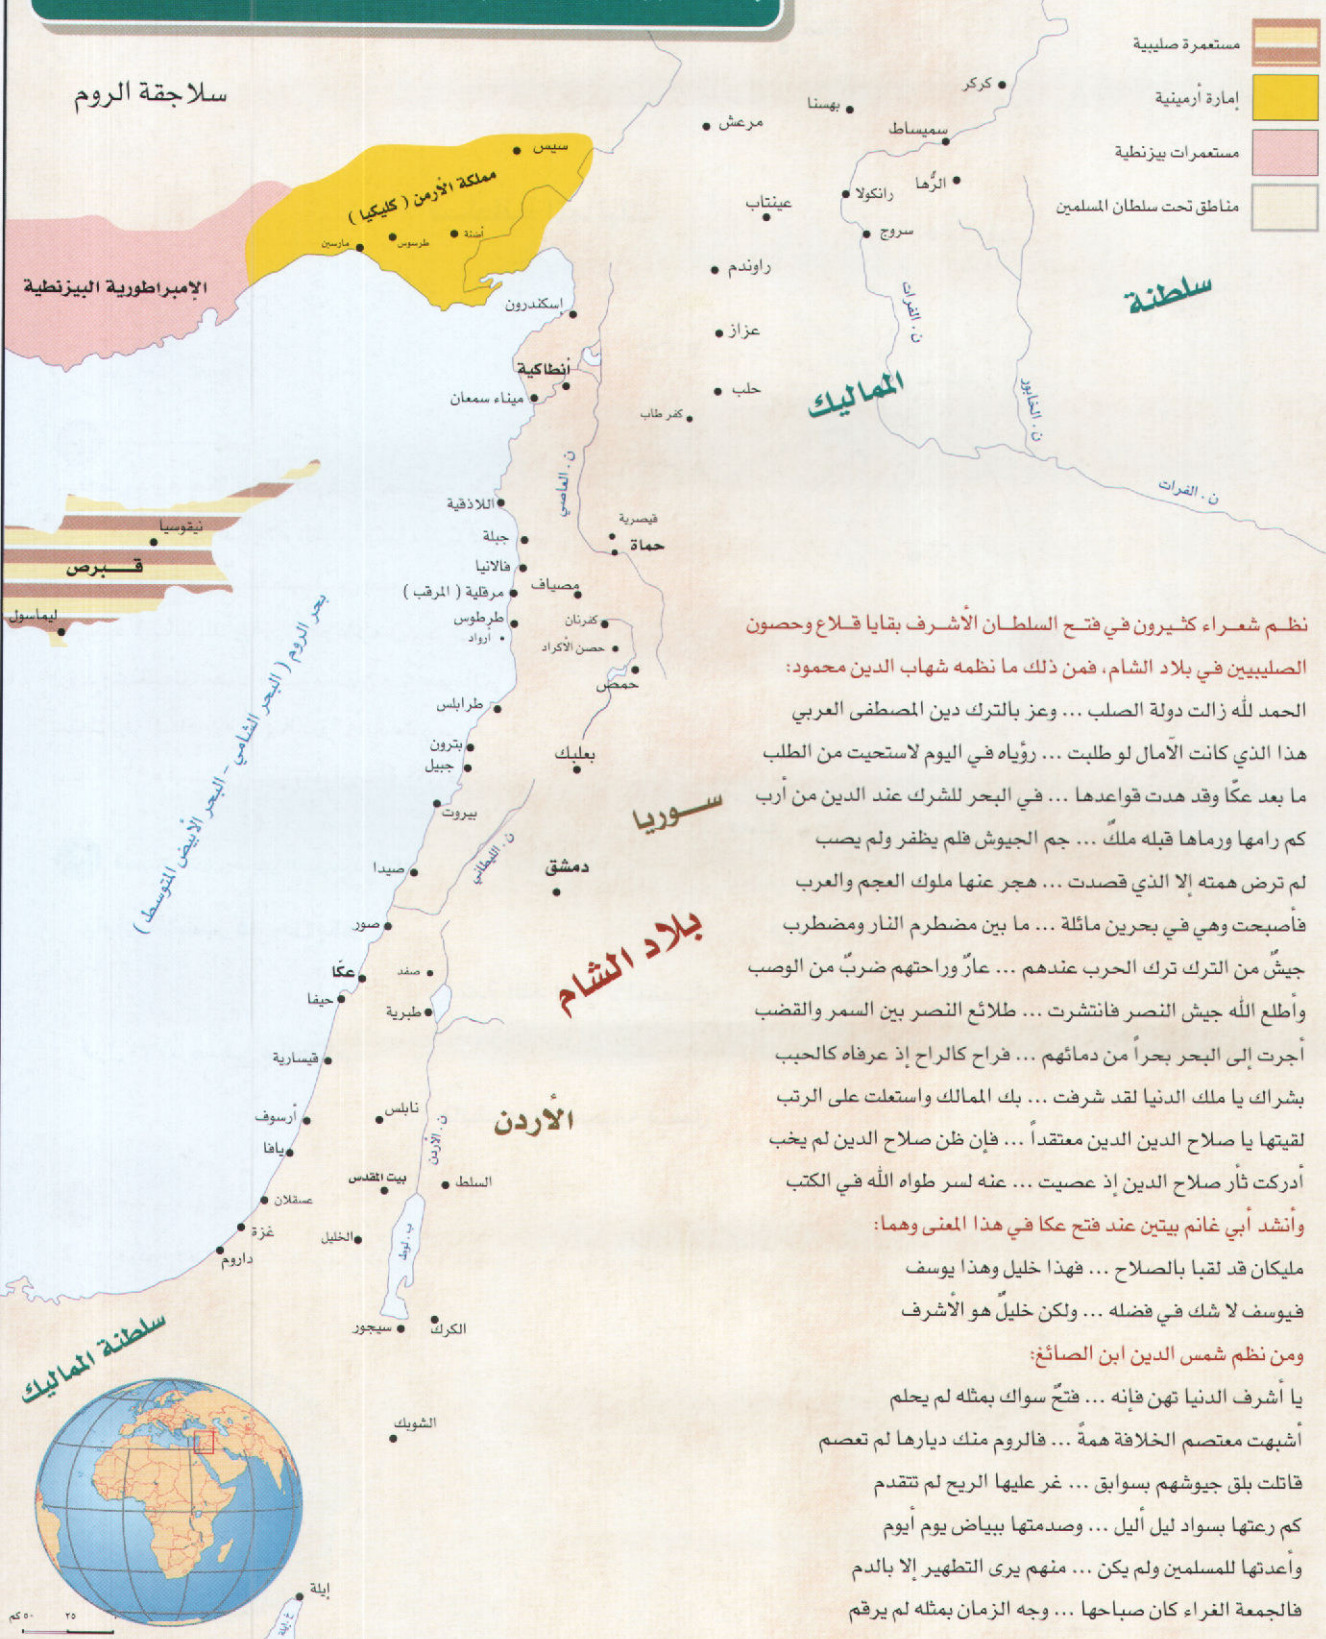 مستعمرة صليبية
إمارة أرمينية
مستعمرات بيزنطية
مناطق تحت سلطان المسلمين
سلاجقة الروم
كركر
بهسنا
مرعش
سميساط
سيس
مملكة الأرمن ( كليكيا )
الرُّها
رانكولا
عينتاب
سروج
أضنة
طرسوس
مارسين
راوندم
سلطنة
الإمبراطورية البيزنطية
ن . الفرات
إسكندرون
عزاز
أنطاكية
حلب
المماليك
ميناء سمعان
كفر طاب
ن . الخابور
ن . العاصي
ن . الفرات
اللاذقية
قيصرية
نيقوسيا
جبلة
حماة
قبرص
فالانيا
مصياف
مرقلية ( المرقب )
ليماسول
طرطوس
كفرنان
أرواد
حصن الأكراد
حمص
بحر الروم ( البحر الشامي - البحر الأبيض المتوسط )
طرابلس
بترون
بعلبك
جبيل
بيروت
سوريا
ن . الليطاني
صيدا
دمشق
صور
بلاد الشام
عكّا
صفد
حيفا
طبرية
قيسارية
أرسوف
نابلس
الأردن
ن . الأردن
يافا
بيت المقدس
السلط
عسقلان
غزة
الخليل
ب . لوط
داروم
سيجور
الكرك
سلطنة المماليك
الشوبك
إيلة
خ . إيلة
٢٥
٥٠ كم
نظم شعراء كثيرون في فتح السلطان الأشرف بقايا قلاع وحصون
الصليبيين في بلاد الشام، فمن ذلك ما نظمه شهاب الدين محمود:
الحمد لله زالت دولة الصلب ... وعز بالترك دين المصطفى العربي
هذا الذي كانت الآمال لو طلبت ... رؤياه في اليوم لاستحيت من الطلب
ما بعد عكّا وقد هدت قواعدها ... في البحر للشرك عند الدين من أرب
كم رامها ورماها قبله ملكٌ ... جم الجيوش فلم يظفر ولم يصب
لم ترض همته إلا الذي قصدت ... هجر عنها ملوك العجم والعرب
فأصبحت وهي في بحرين ماثلة ... ما بين مضطرم النار ومضطرب
جيشٌ من الترك ترك الحرب عندهم ... عارٌ وراحتهم ضربٌ من الوصب
وأطلع الله جيش النصر فانتشرت ... طلائع النصر بين السمر والقضب
أجرت إلى البحر بحراً من دمائهم ... فراح كالراح إذ عرفاه كالحبب
بشراك يا ملك الدنيا لقد شرفت ... بك الممالك واستعلت على الرتب
لقيتها يا صلاح الدين الدين معتقداً ... فإن ظن صلاح الدين لم يخب
أدركت ثأر صلاح الدين إذ عصيت ... عنه لسر طواه الله في الكتب
وأنشد أبي غانم بيتين عند فتح عكا في هذا المعنى وهما:
مليكان قد لقبا بالصلاح ... فهذا خليل وهذا يوسف
فيوسف لا شك في فضله ... ولكن خليلٌ هو الأشرف
ومن نظم شمس الدين ابن الصائغ:
يا أشرف الدنيا تهن فإنه ... فتحٌ سواك بمثله لم يحلم
أشبهت معتصم الخلافة همةً ... فالروم منك ديارها لم تعصم
قاتلت بلق جيوشهم بسوابق ... غر عليها الريح لم تتقدم
كم رعتها بسواد ليل أليل ... وصدمتها ببياض يوم أيوم
وأعدتها للمسلمين ولم يكن ... منهم يرى التطهير إلا بالدم
فالجمعة الغراء كان صباحها ... وجه الزمان بمثله لم يرقم